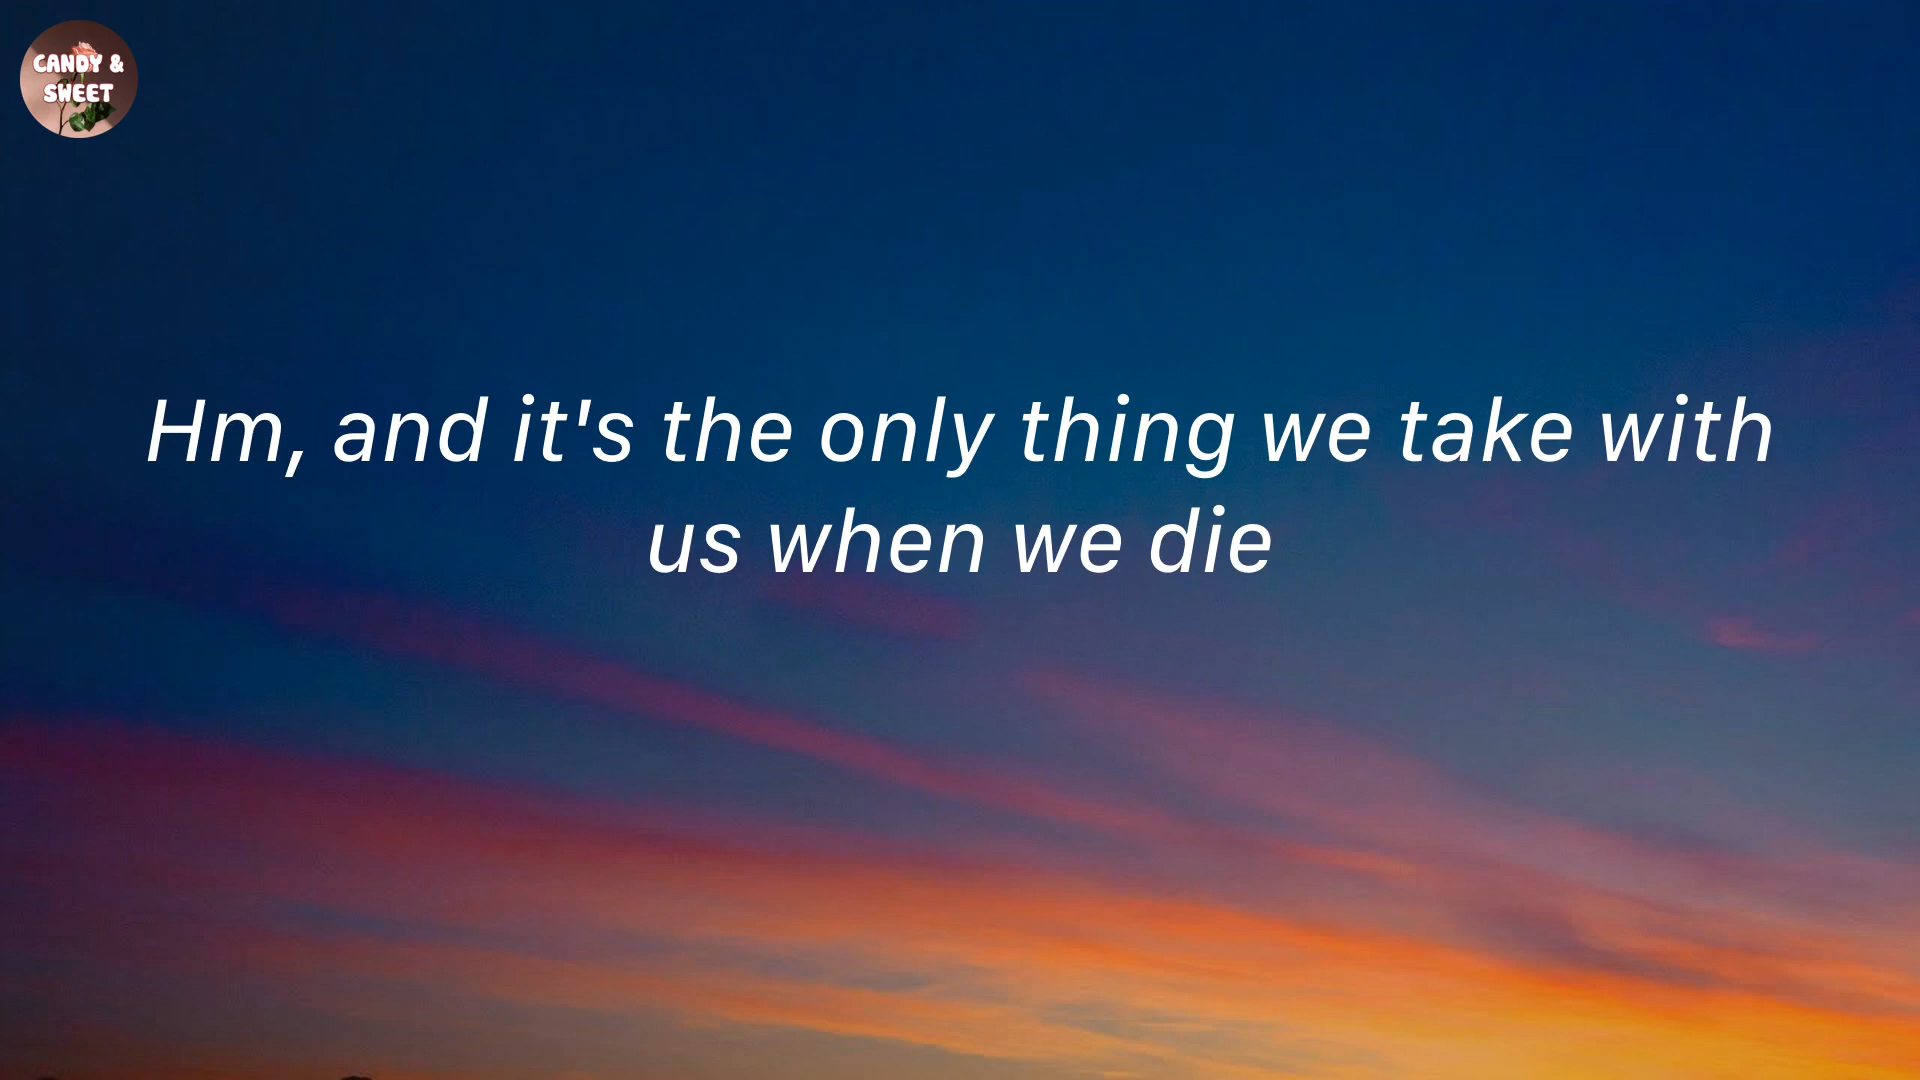 CANDY &
SWEET
Hm, and it's the only thing we take with
us when we die